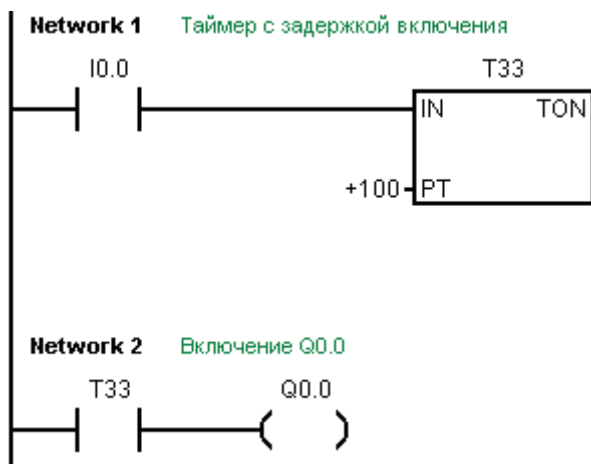 Network 1 Таймер с задержкой включения
I0.0
T33
IN TON
+100 PT
Network 2 Включение Q0.0
T33 Q0.0